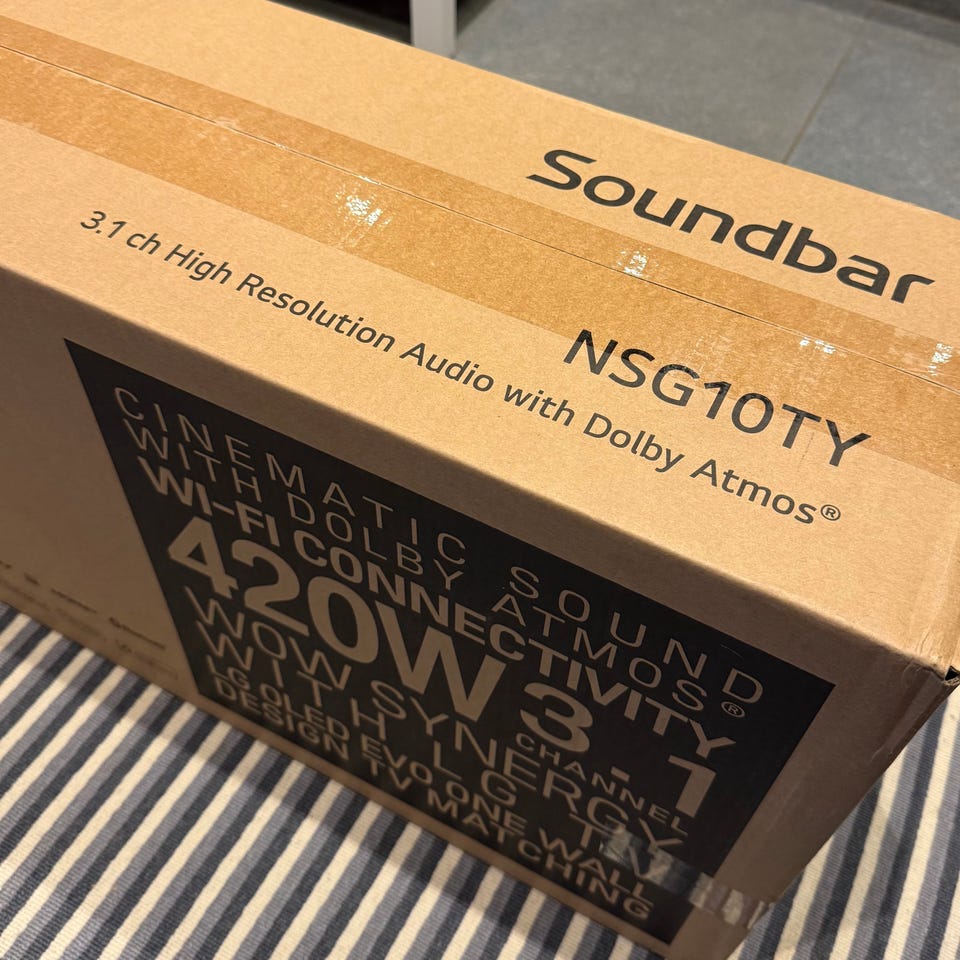 Soundbar
NSG10TY
3.1 ch High Resolution Audio with Dolby Atmos®
CINEMATIC SOUND
WITH DOLBY ATMOS®
WI-FI CONNECTIVITY
420W 3.1
CHANNEL
WOW SYNERGY
WITH LG TV
LG OLED EVO ONE WALL
DESIGN TV MATCHING